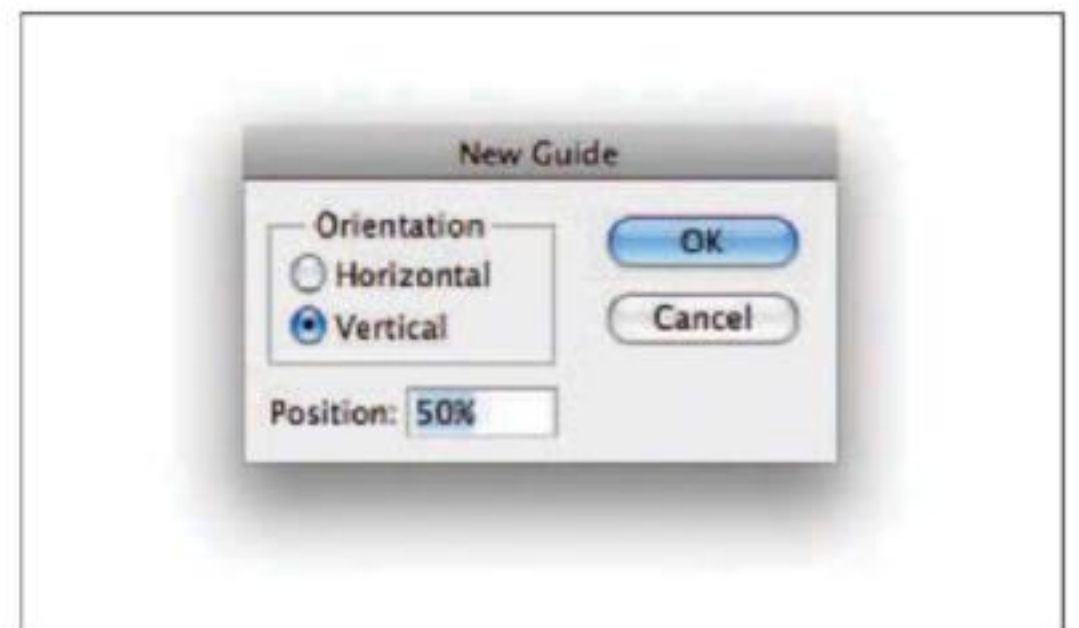 New Guide
Orientation
Horizontal
Vertical
Position: 50%
OK
Cancel